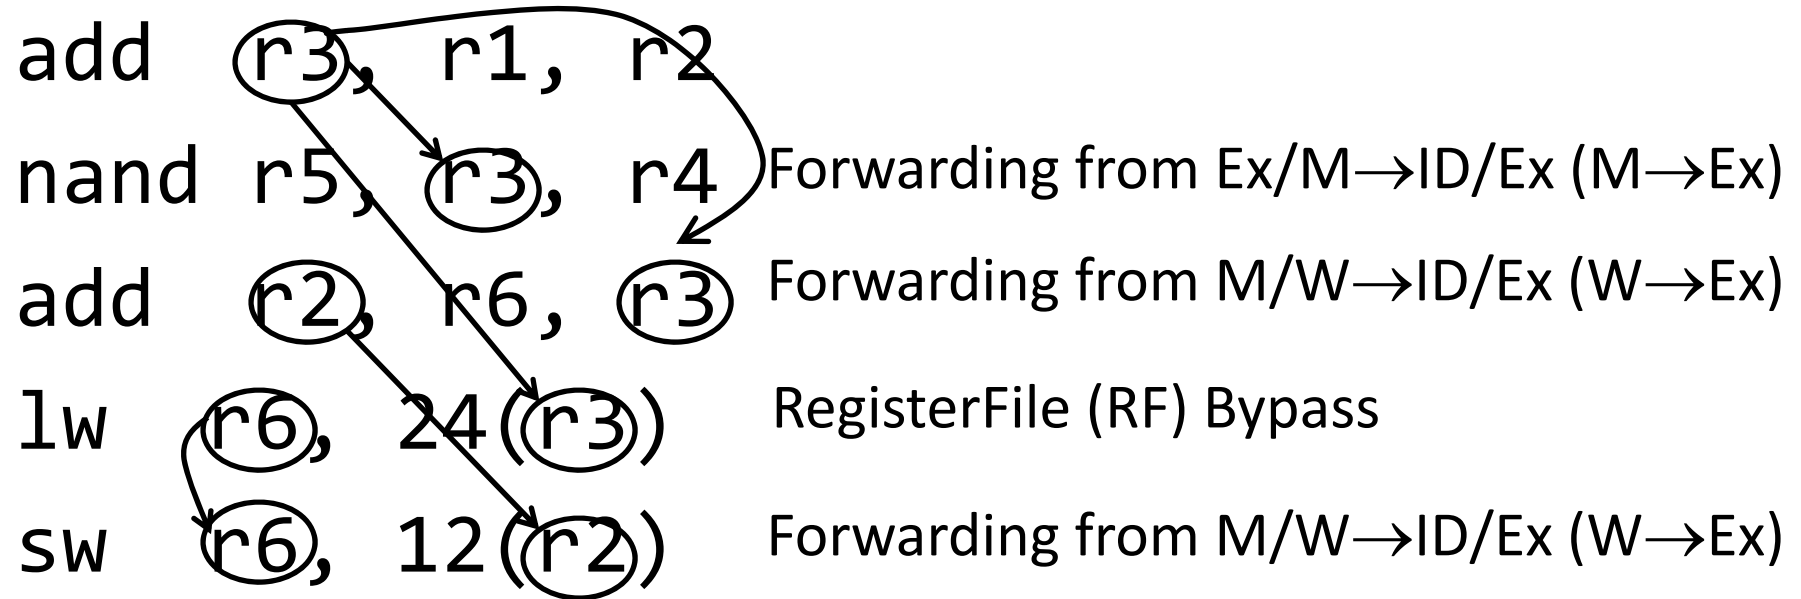 add r3, r1, r2
nand r5, r3, r4 Forwarding from Ex/M→ID/Ex (M→Ex)
add r2, r6, r3 Forwarding from M/W→ID/Ex (W→Ex)
lw r6, 24(r3) RegisterFile (RF) Bypass
sw r6, 12(r2) Forwarding from M/W→ID/Ex (W→Ex)